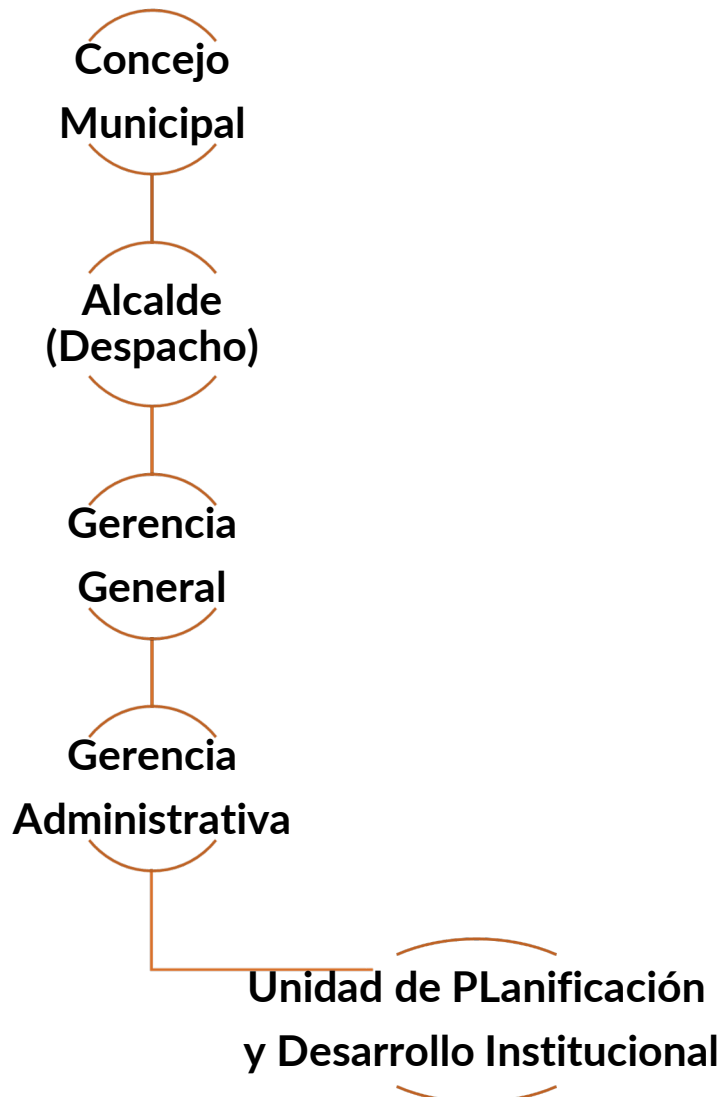 Concejo
Municipal
Alcalde
(Despacho)
Gerencia
General
Gerencia
Administrativa
Unidad de PLanificación
y Desarrollo Institucional